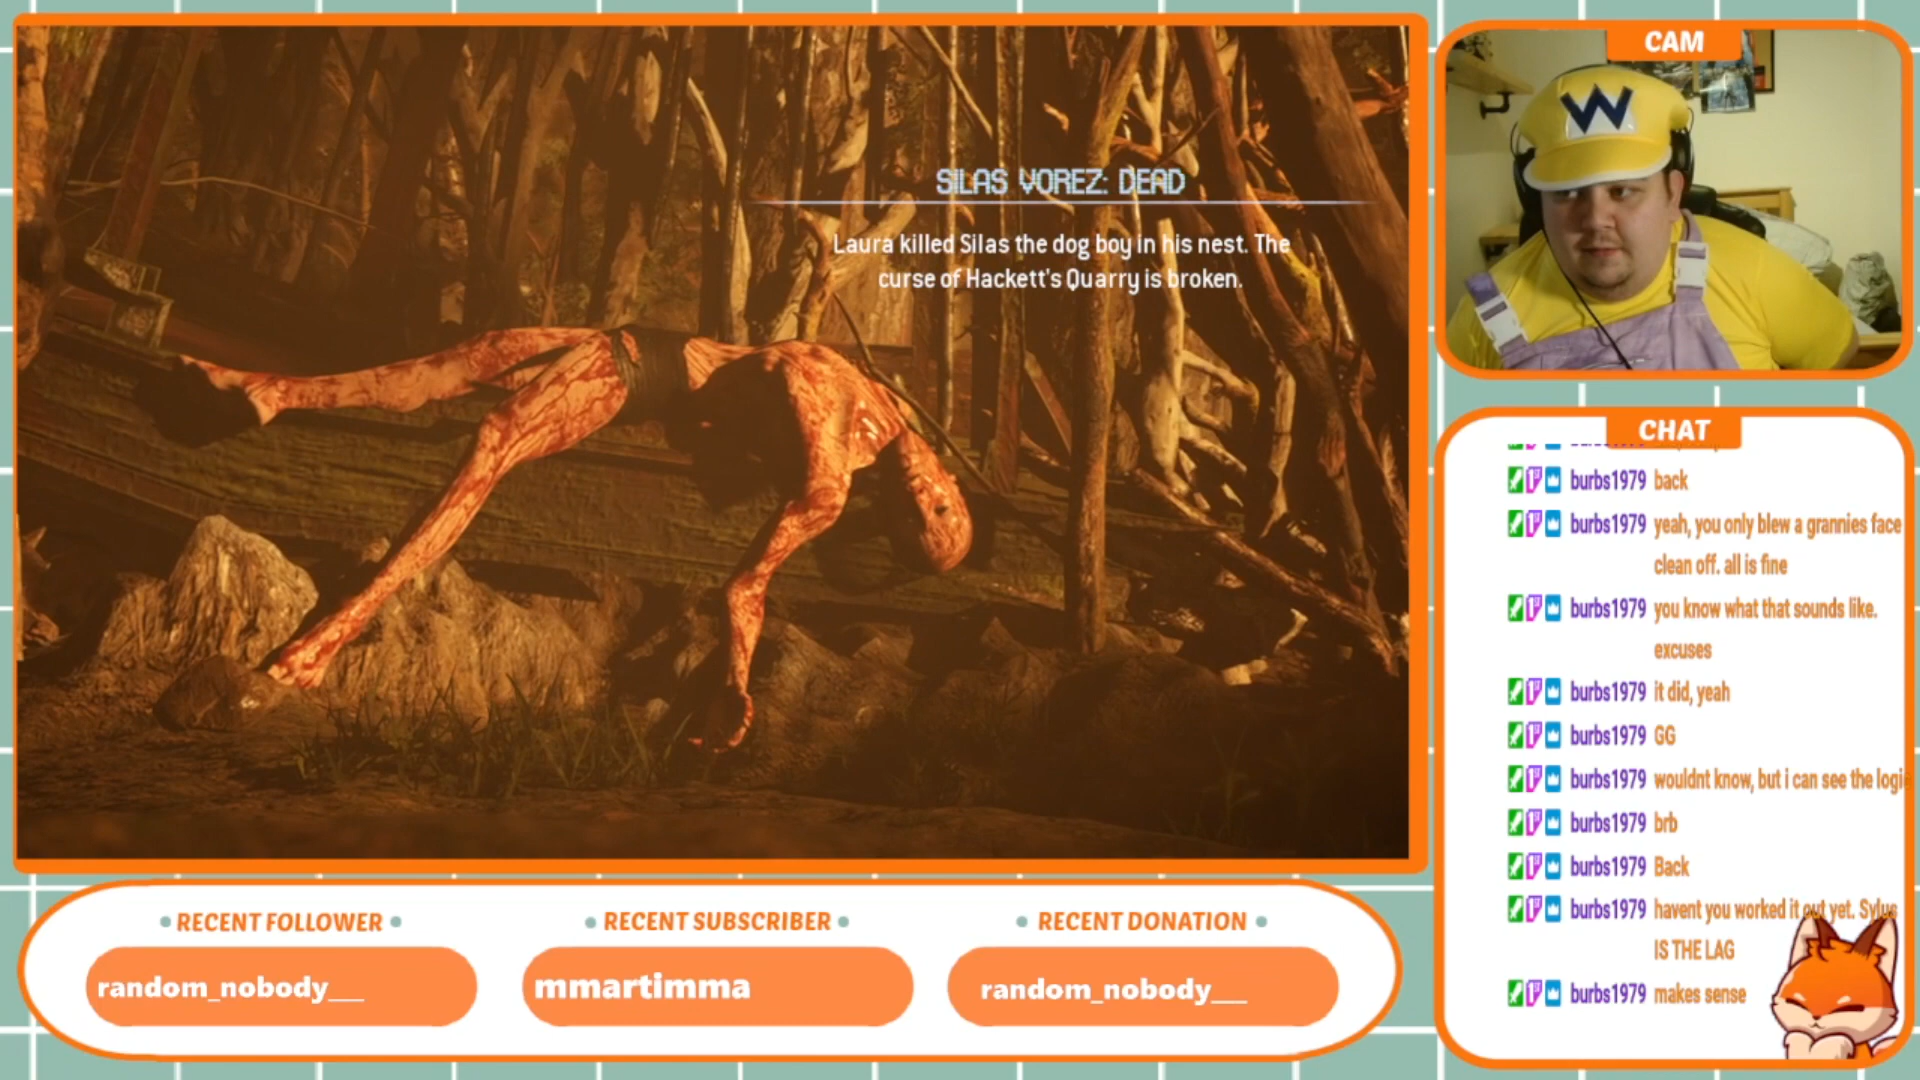 SILAS VOREZ: DEAD
Laura killed Silas the dog boy in his nest. The
curse of Hackett's Quarry is broken.
CAM
W
CHAT
burbs1979 back
burbs1979 yeah, you only blew a grannies face
clean off. all is fine
burbs1979 you know what that sounds like.
excuses
burbs1979 it did, yeah
burbs1979 GG
burbs1979 wouldnt know, but i can see the logic
burbs1979 brb
burbs1979 Back
burbs1979 havent you worked it out yet. Sylus
IS THE LAG
burbs1979 makes sense
RECENT FOLLOWER
random_nobody___
RECENT SUBSCRIBER
mmartimma
RECENT DONATION
random_nobody___